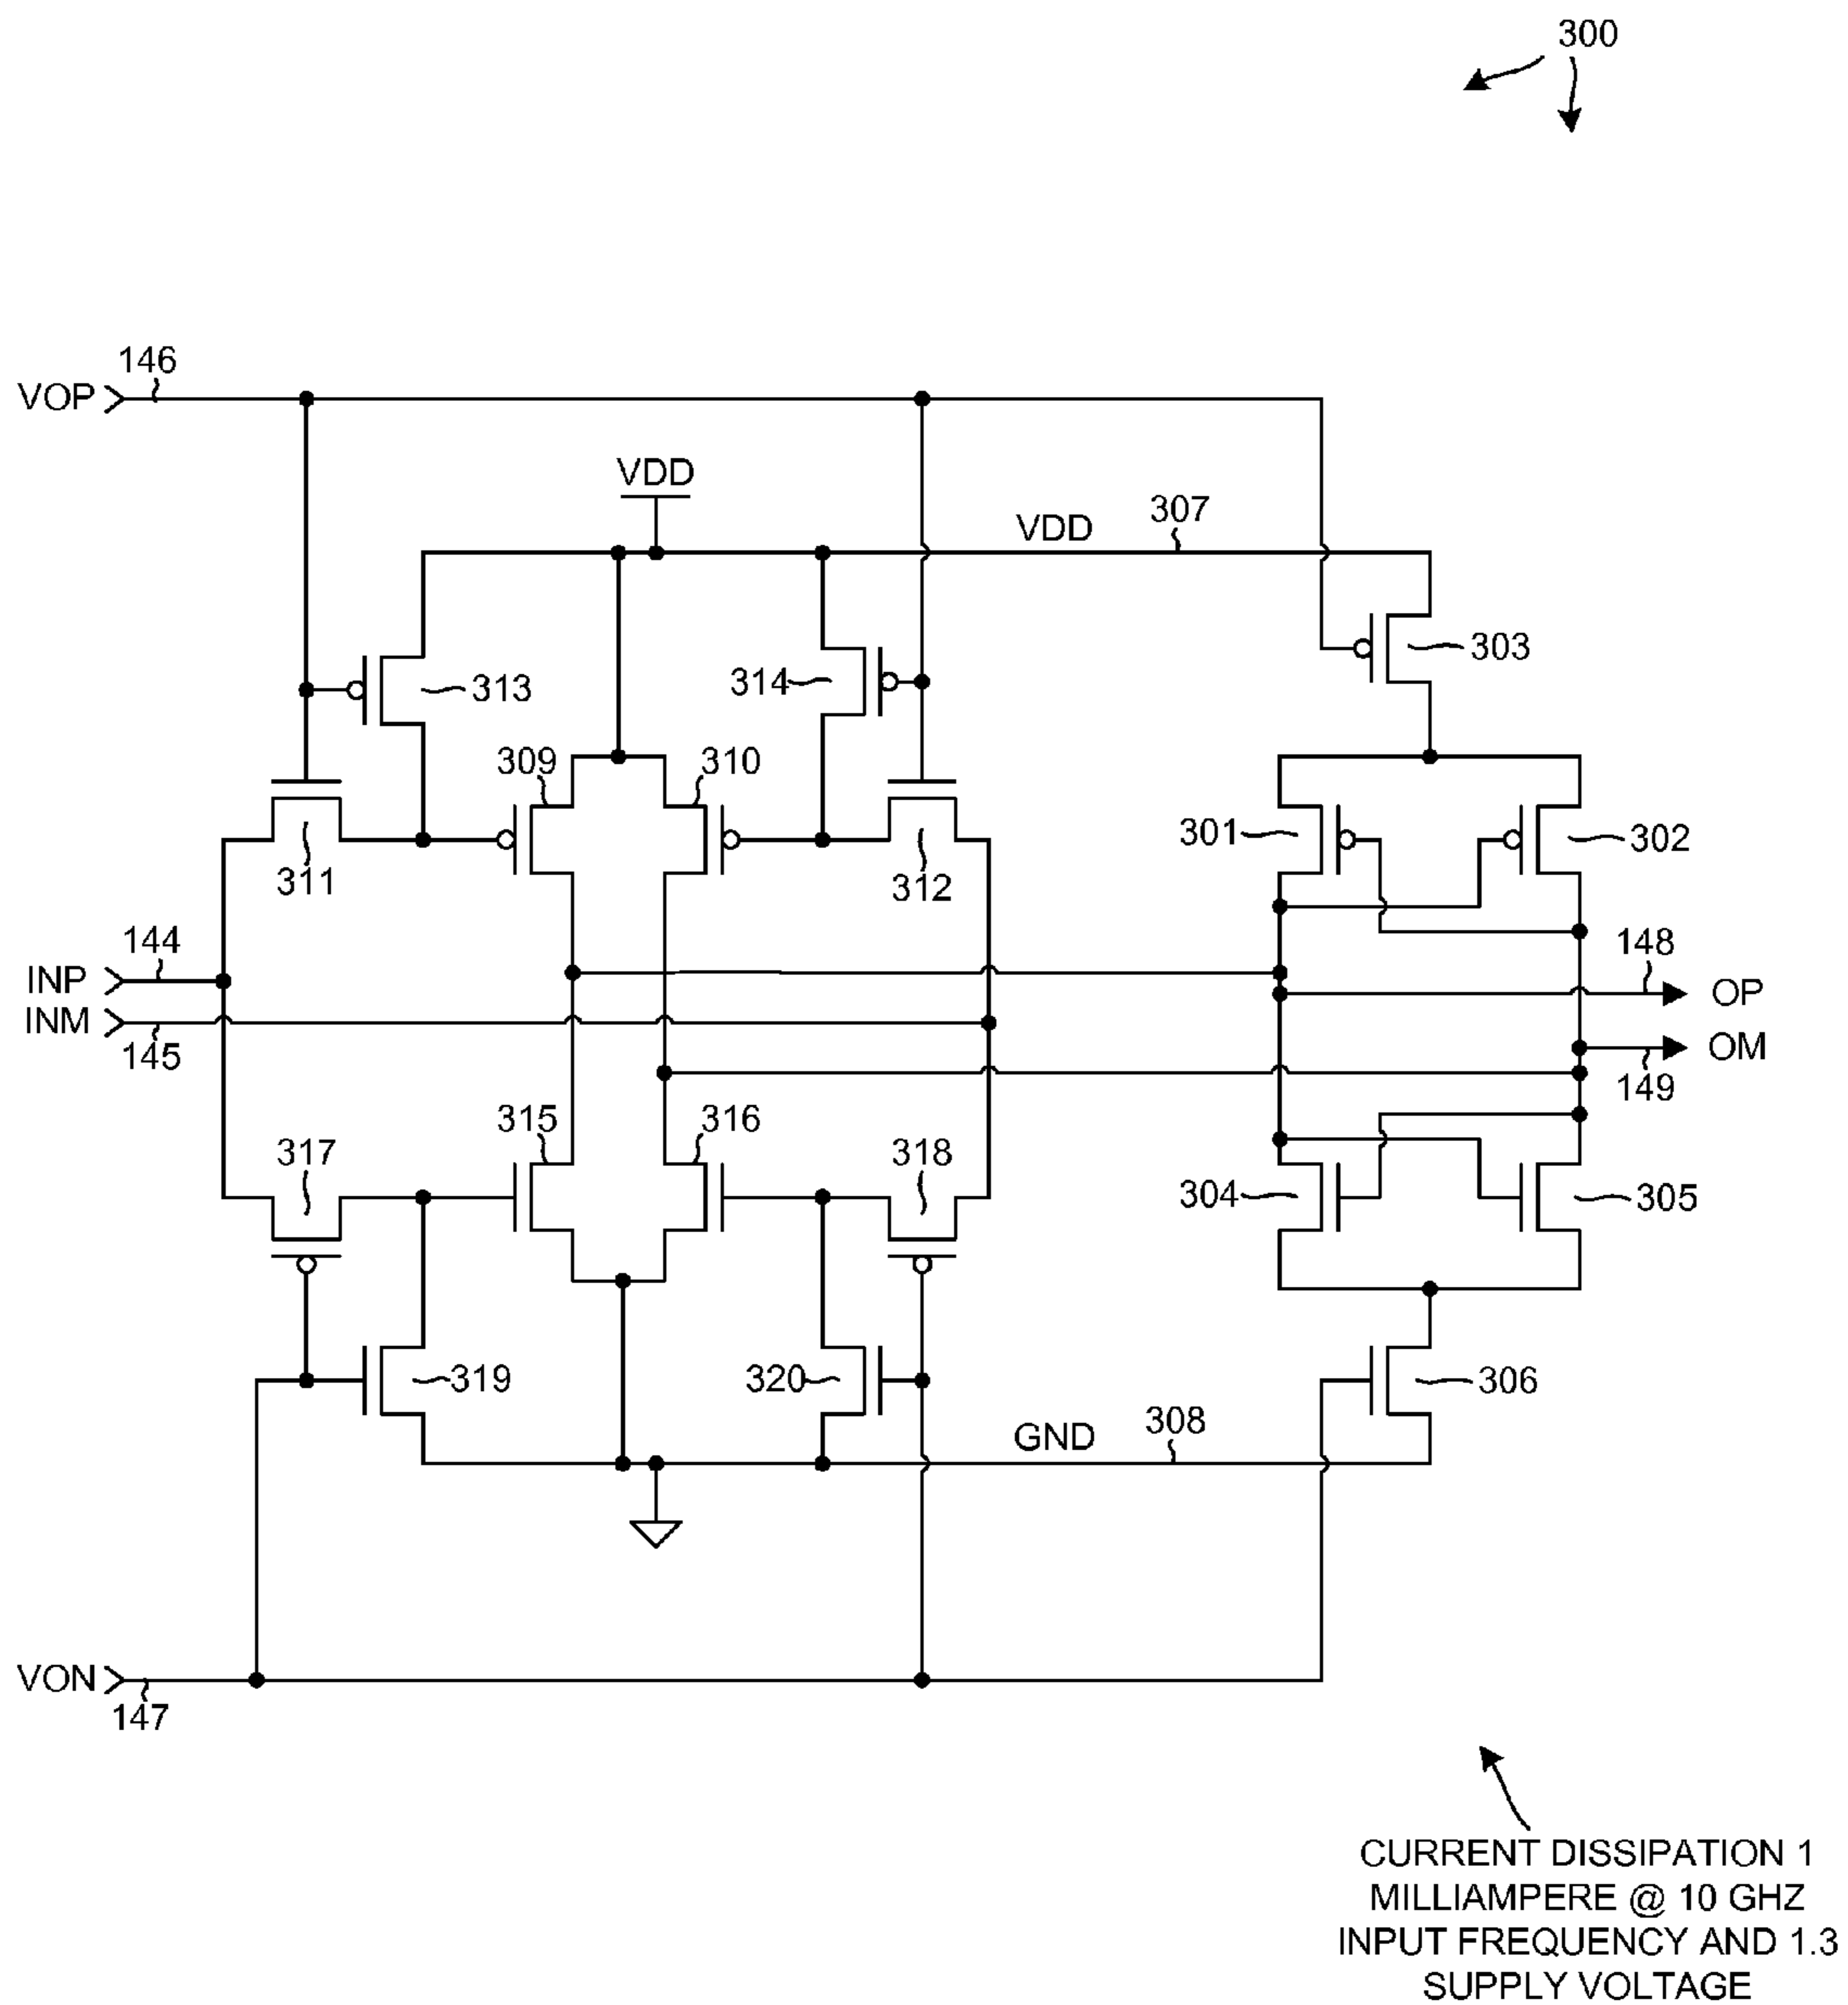 300
146
VOP
VDD
VDD
307
303
313
314
309
310
301
302
311
312
144
148
INP
OP
INM
OM
145
149
315
316
317
318
304
305
319
320
306
GND
308
VON
147
CURRENT DISSIPATION 1
MILLIAMPERE @ 10 GHZ
INPUT FREQUENCY AND 1.3
SUPPLY VOLTAGE